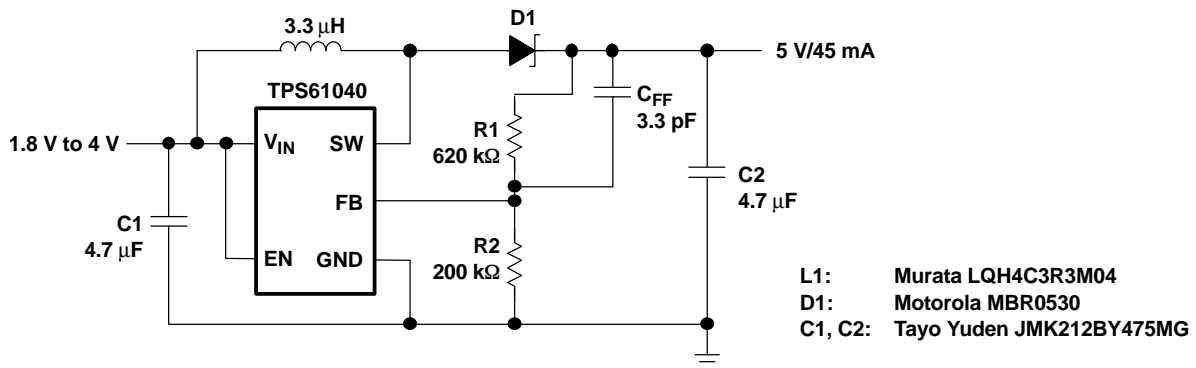 D1
3.3 μH
5 V/45 mA
TPS61040
CFF
3.3 pF
R1
620 kΩ
1.8 V to 4 V
VIN
SW
C2
4.7 μF
FB
C1
4.7 μF
R2
200 kΩ
EN
GND
L1: Murata LQH4C3R3M04
D1: Motorola MBR0530
C1, C2: Tayo Yuden JMK212BY475MG